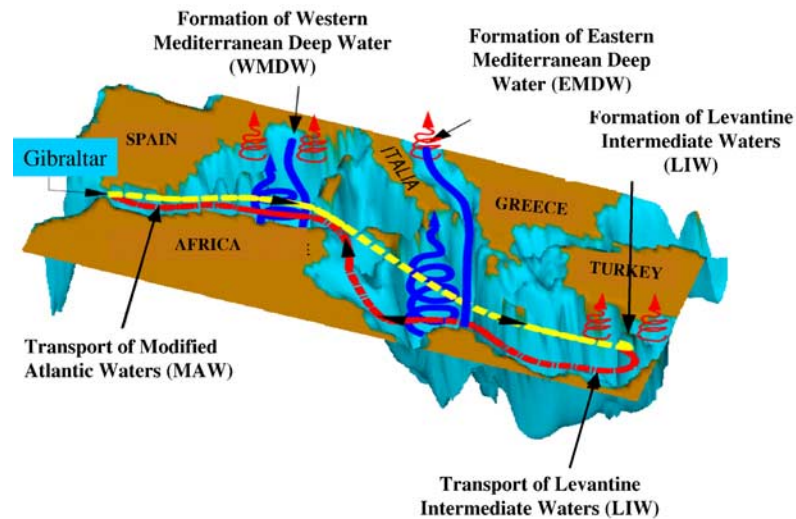 Formation of Western
Mediterranean Deep Water
(WMDW)
Formation of Eastern
Mediterranean Deep
Water (EMDW)
Formation of Levantine
Intermediate Waters
(LIW)
SPAIN
Gibraltar
ITALIA
GREECE
AFRICA
...
TURKEY
Transport of Modified
Atlantic Waters (MAW)
Transport of Levantine
Intermediate Waters (LIW)